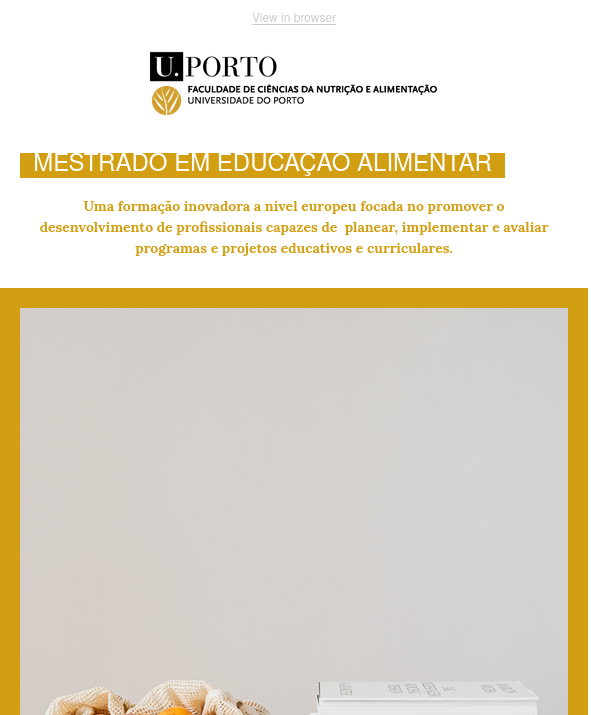 View in browser
U.PORTO
FACULDADE DE CIÊNCIAS DA NUTRIÇÃO E ALIMENTAÇÃO
UNIVERSIDADE DO PORTO
MESTRADO EM EDUCAÇÃO ALIMENTAR
Uma formação inovadora a nível europeu focada no promover o
desenvolvimento de profissionais capazes de planear, implementar e avaliar
programas e projetos educativos e curriculares.